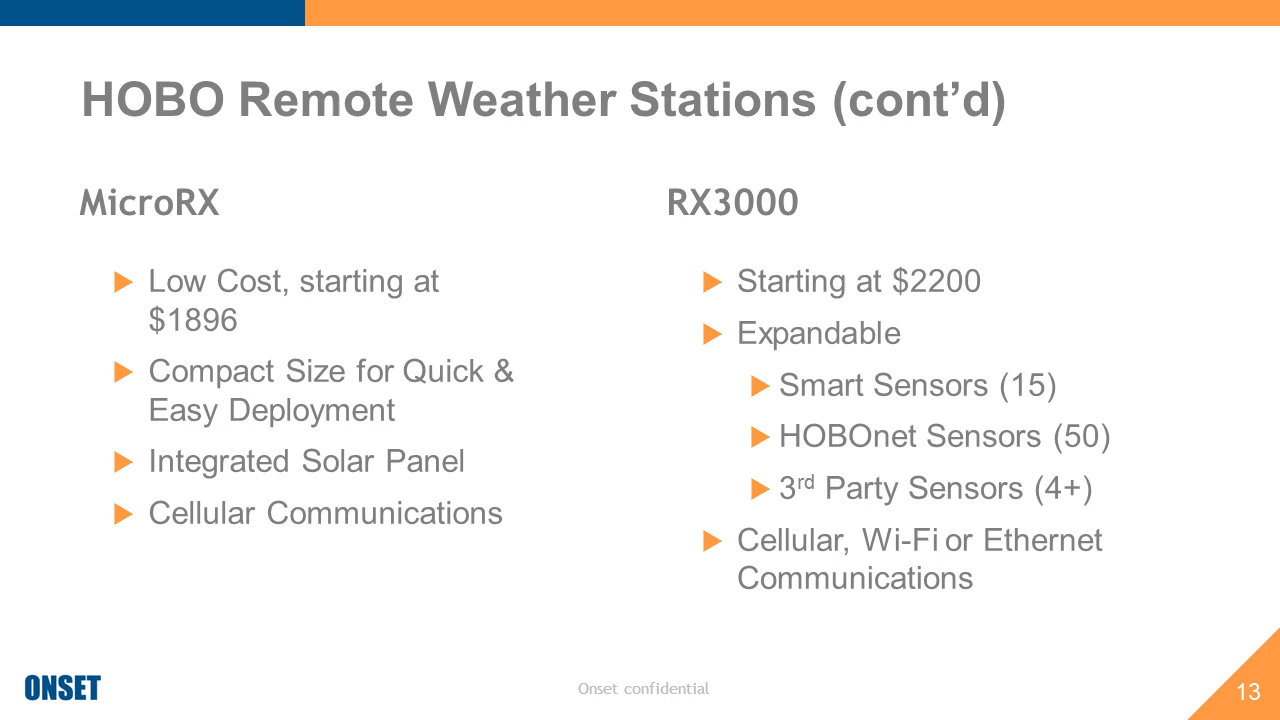 HOBO Remote Weather Stations (cont’d)
MicroRX
Low Cost, starting at
$1896
Compact Size for Quick &
Easy Deployment
Integrated Solar Panel
Cellular Communications
RX3000
Starting at $2200
Expandable
Smart Sensors (15)
HOBOnet Sensors (50)
3rd Party Sensors (4+)
Cellular, Wi-Fi or Ethernet
Communications
ONSET
Onset confidential
13